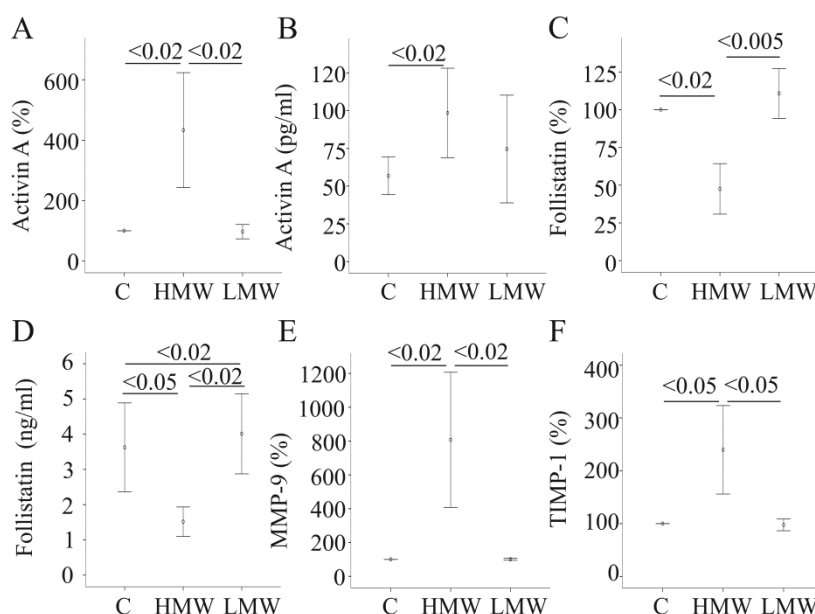 A
<0.02 <0.02
Activin A (%)
600
400
200
0
C HMW LMW
B
<0.02
Activin A (pg/ml)
120
100
75
50
25
0
C HMW LMW
C
<0.005
<0.02
Follistatin (%)
125
100
75
50
25
0
C HMW LMW
D
<0.02
<0.05 <0.02
Follistatin (ng/ml)
6
5
4
3
2
1
0
C HMW LMW
E
<0.02 <0.02
MMP-9 (%)
1200
800
400
200
0
C HMW LMW
F
<0.05 <0.05
TIMP-1 (%)
400
300
200
100
0
C HMW LMW